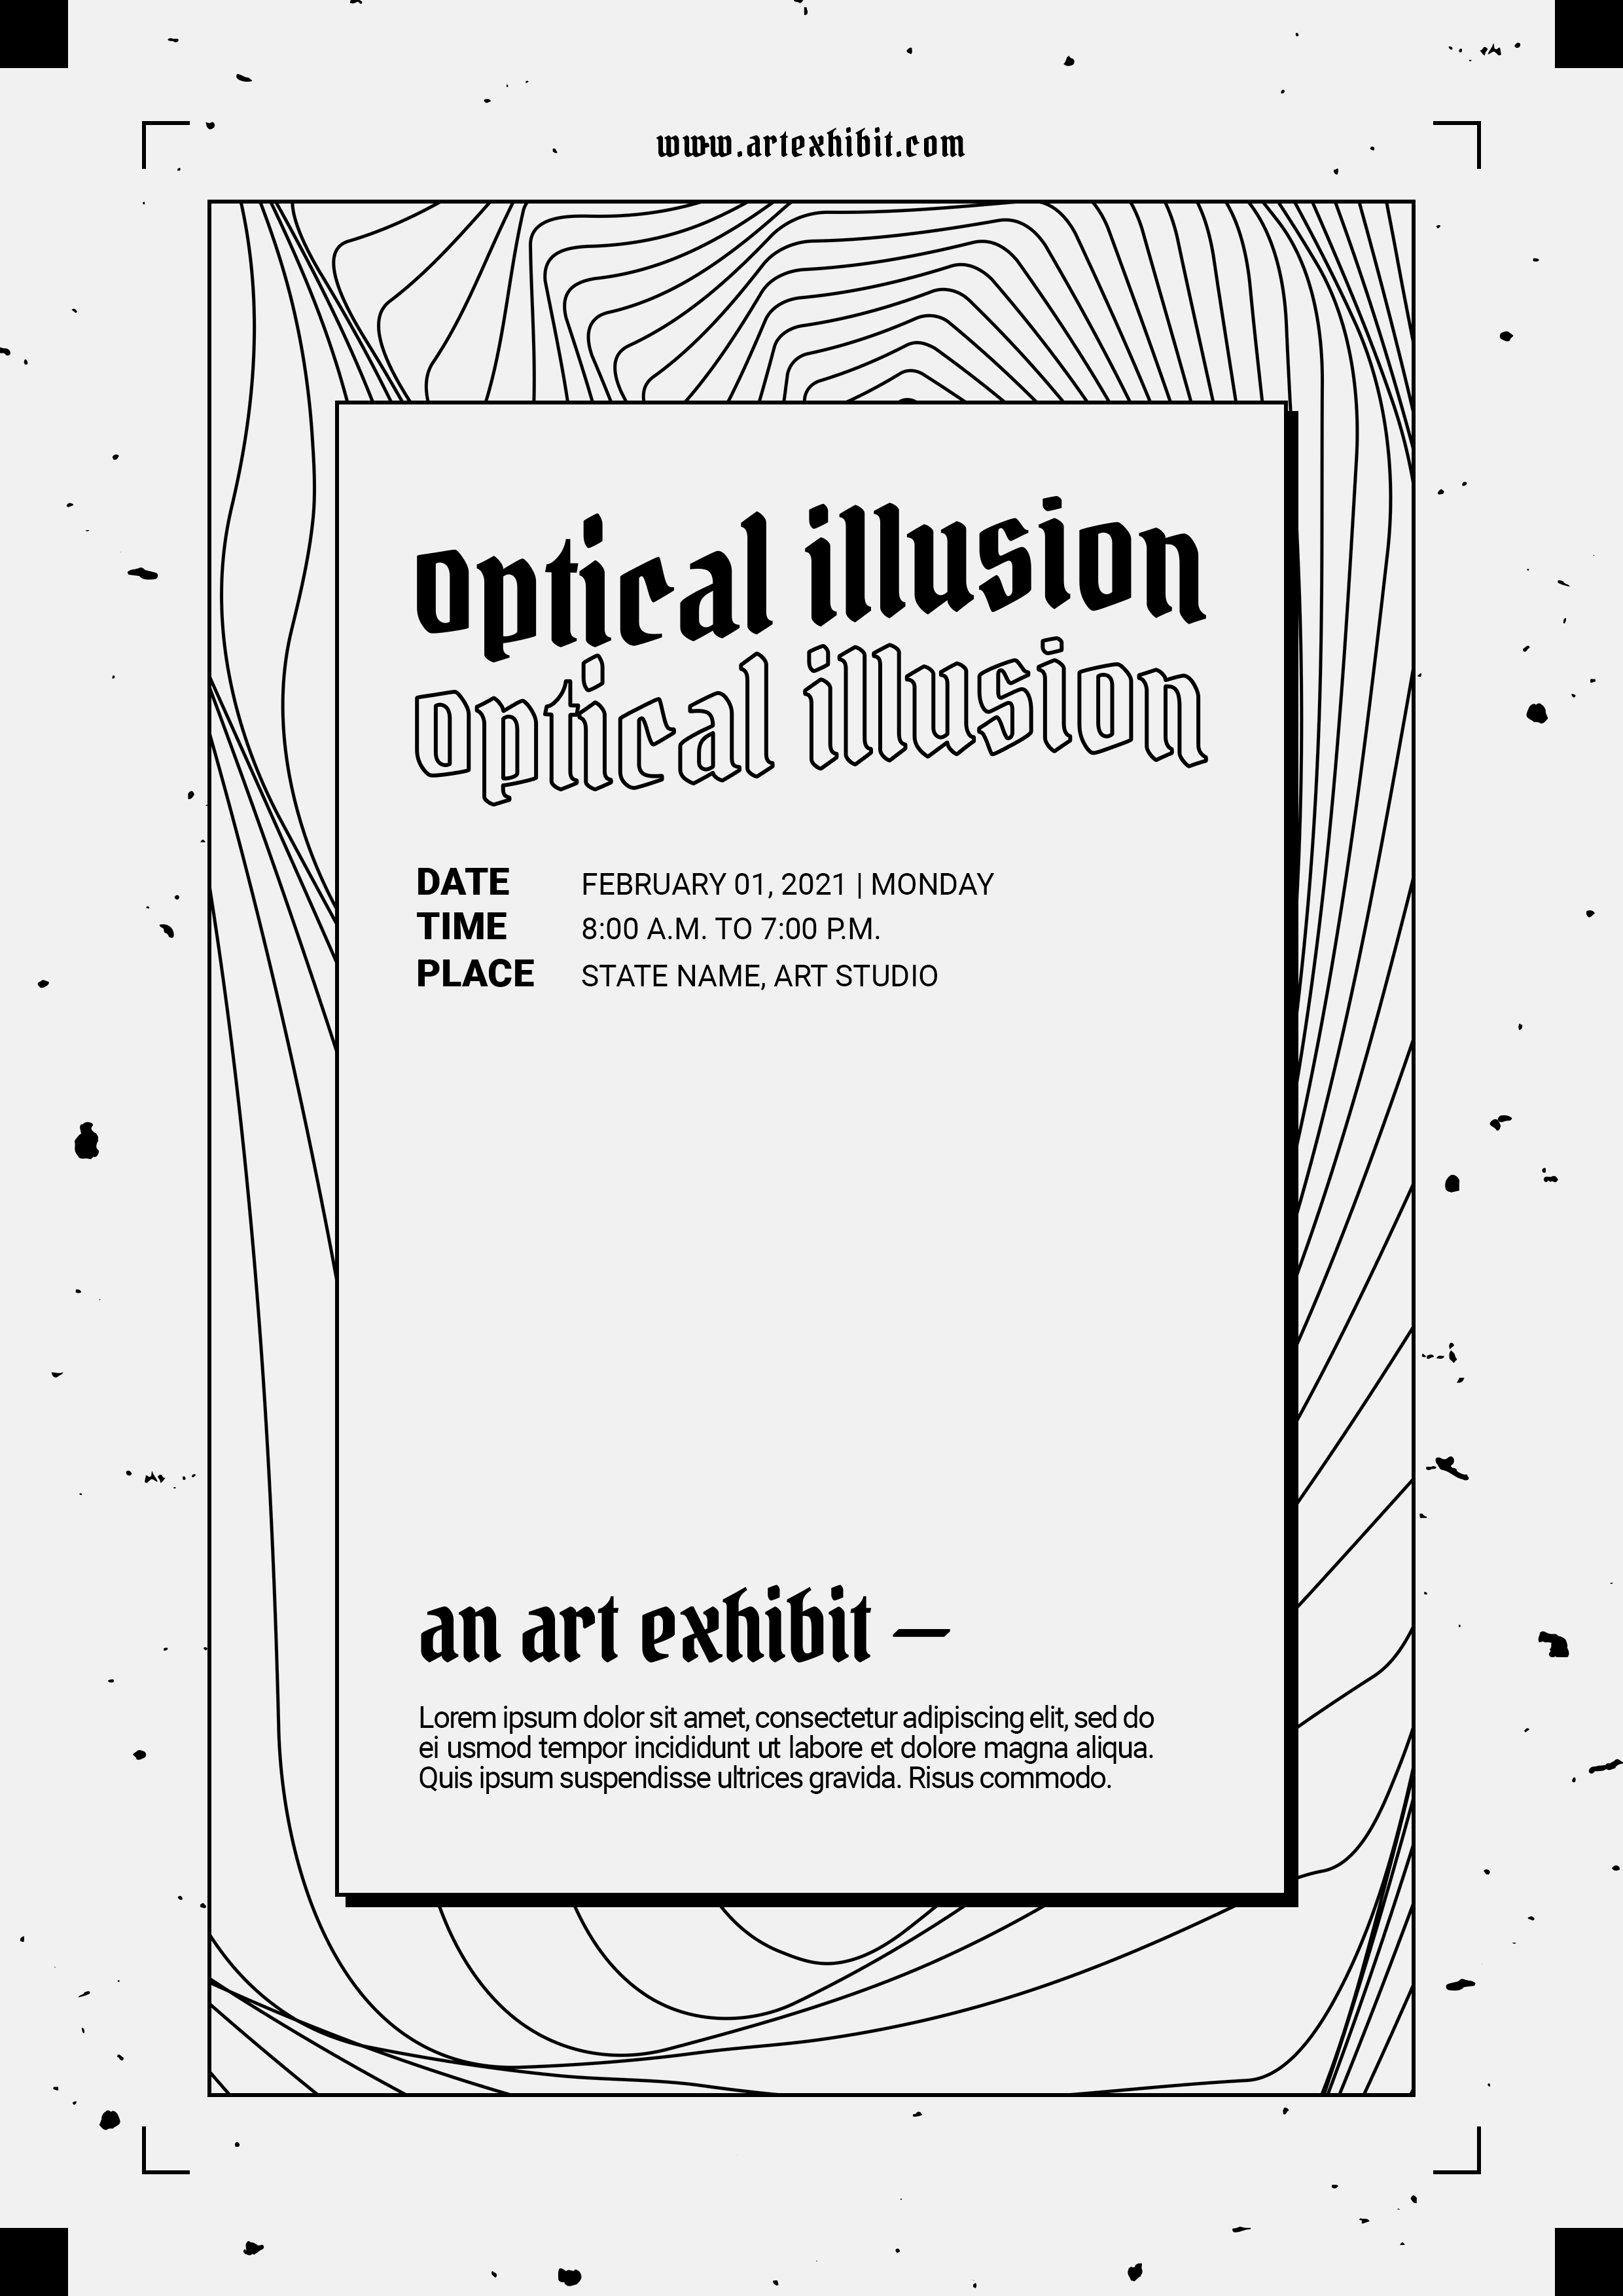 www.artexhibit.com
optical illusion
optical illusion
DATE FEBRUARY 01, 2021 | MONDAY
TIME 8:00 A.M. TO 7:00 P.M.
PLACE STATE NAME, ART STUDIO
an art exhibit —
Lorem ipsum dolor sit amet, consectetur adipiscing elit, sed do
ei usmod tempor incididunt ut labore et dolore magna aliqua.
Quis ipsum suspendisse ultrices gravida. Risus commodo.